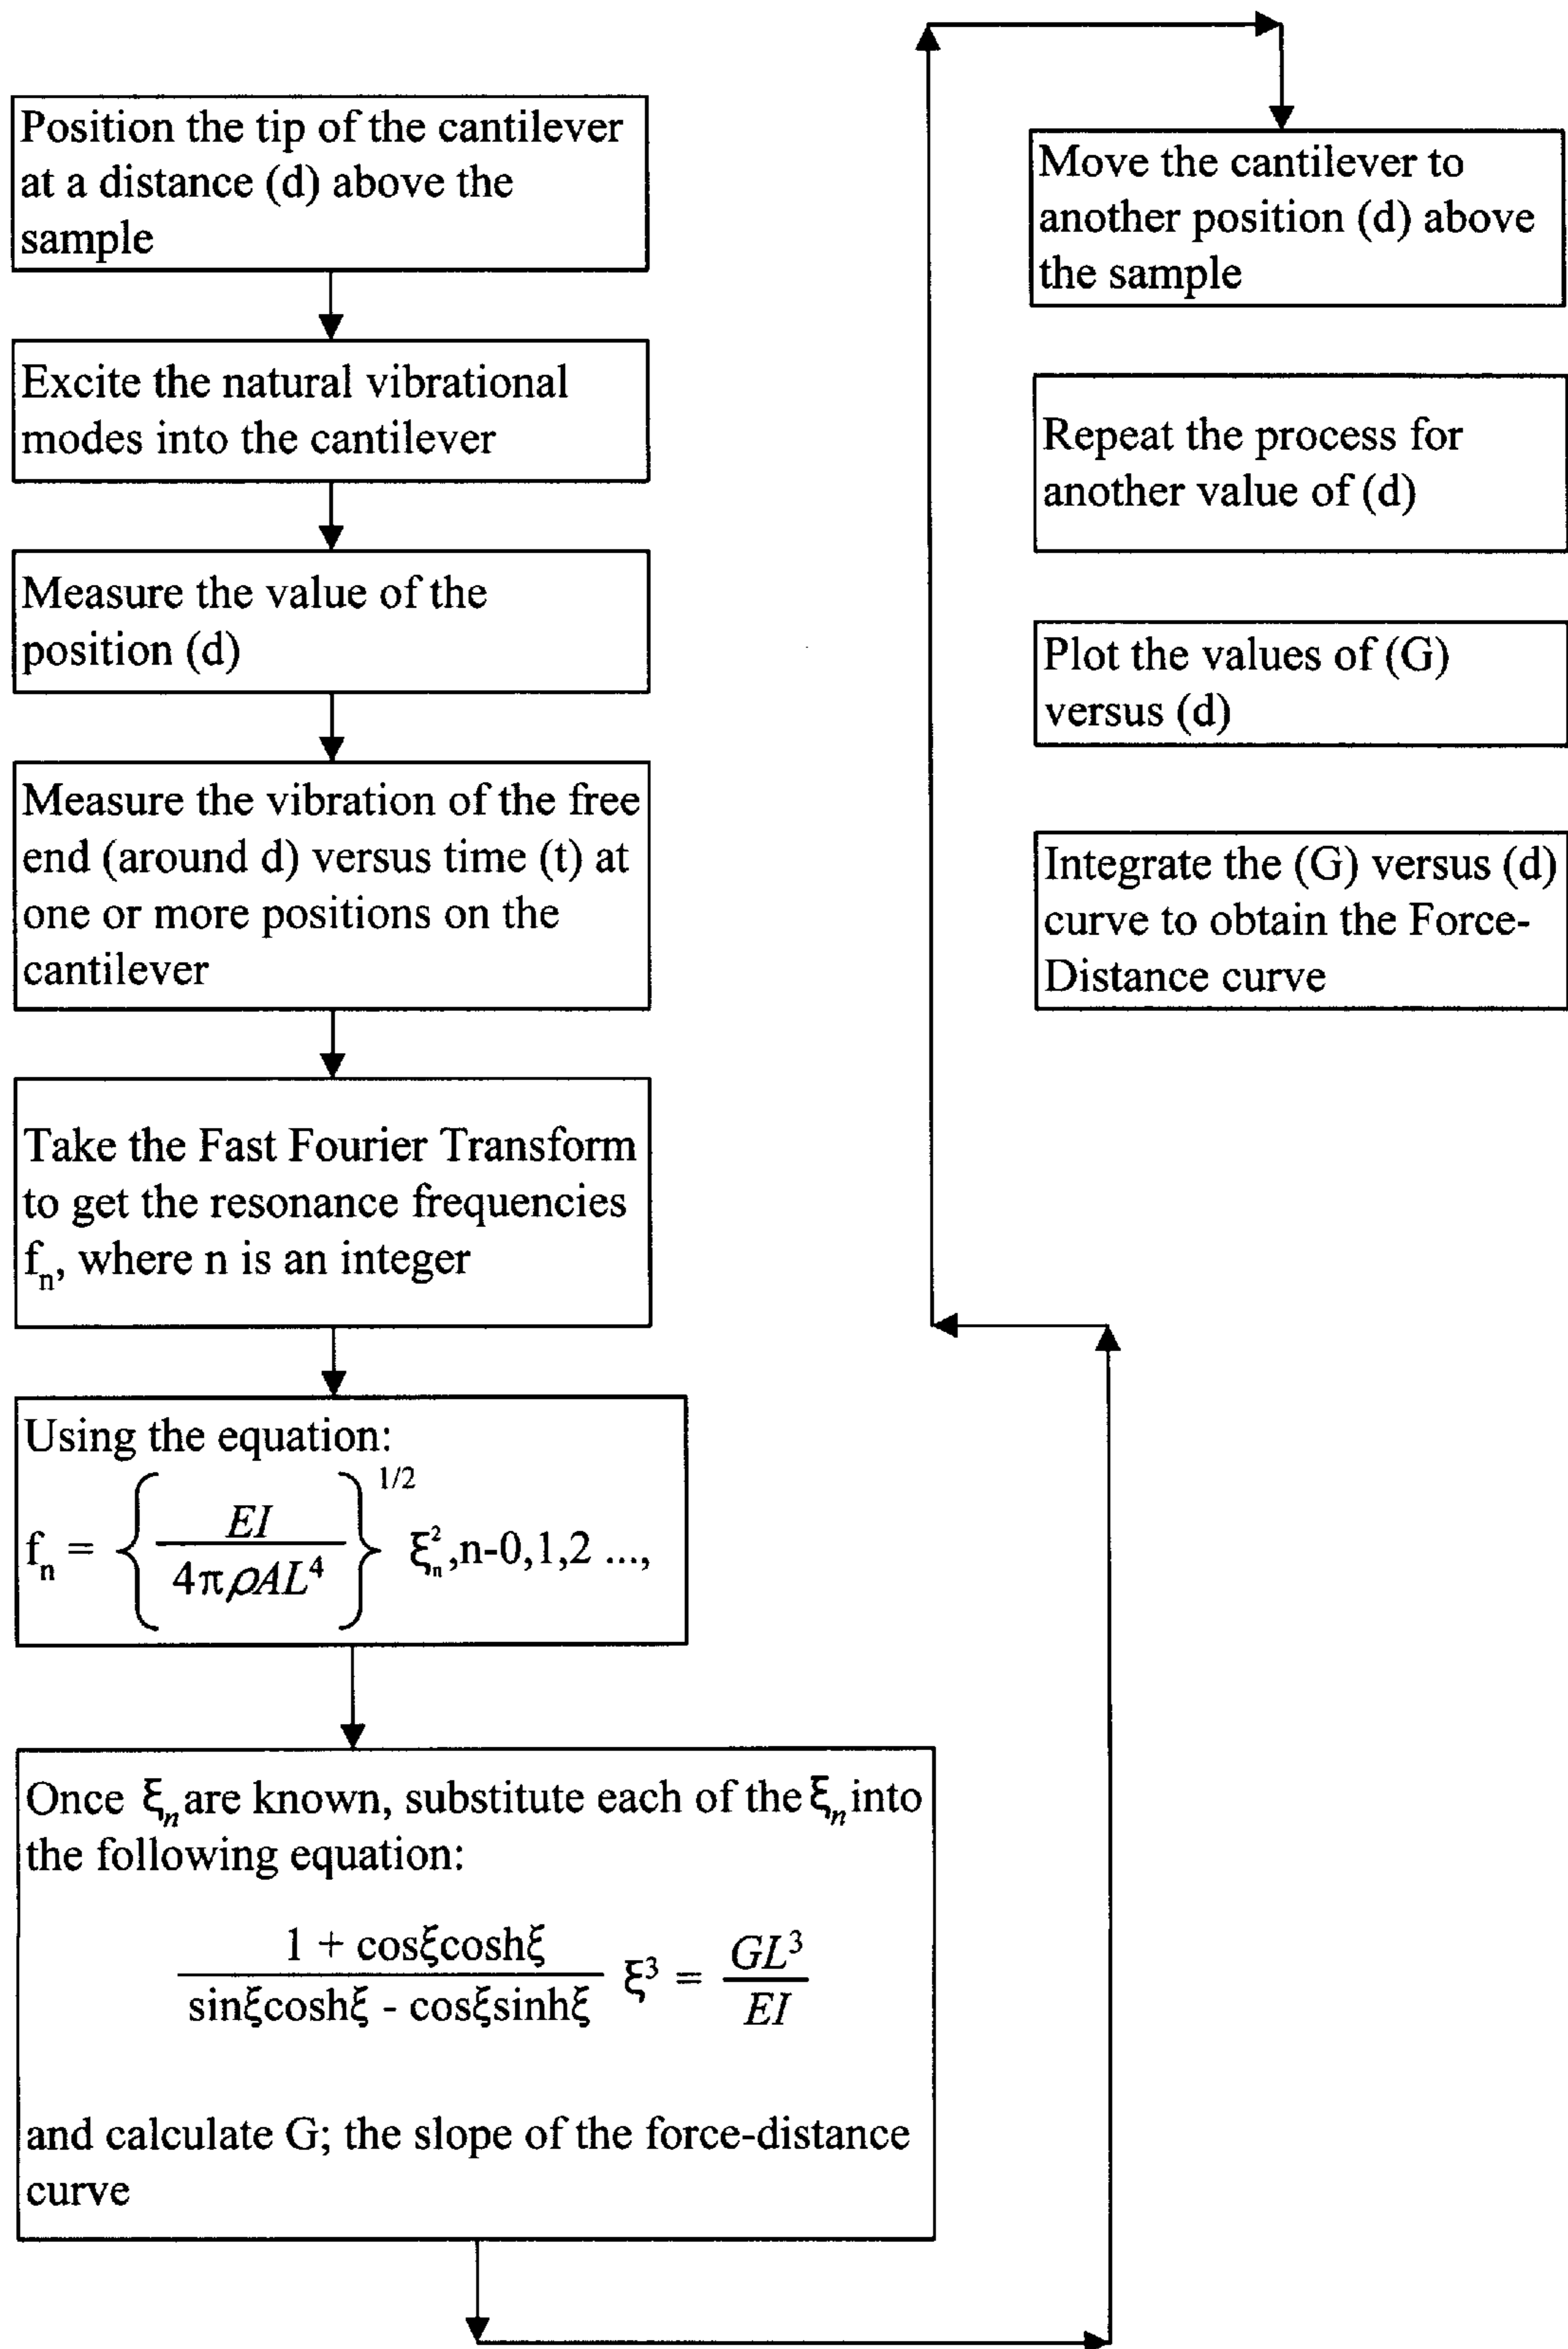 Position the tip of the cantilever
at a distance (d) above the
sample
Excite the natural vibrational
modes into the cantilever
Measure the value of the
position (d)
Measure the vibration of the free
end (around d) versus time (t) at
one or more positions on the
cantilever
Take the Fast Fourier Transform
to get the resonance frequencies
fₙ, where n is an integer
Using the equation:
fₙ = { EI / 4πρAL⁴ }^1/2 ξₙ²,n-0,1,2 ...,
Once ξₙ are known, substitute each of the ξₙ into
the following equation:
1 + cosξcoshξ / sinξcoshξ - cosξsinhξ ξ³ = GL³ / EI
and calculate G; the slope of the force-distance
curve
Move the cantilever to
another position (d) above
the sample
Repeat the process for
another value of (d)
Plot the values of (G)
versus (d)
Integrate the (G) versus (d)
curve to obtain the Force-
Distance curve